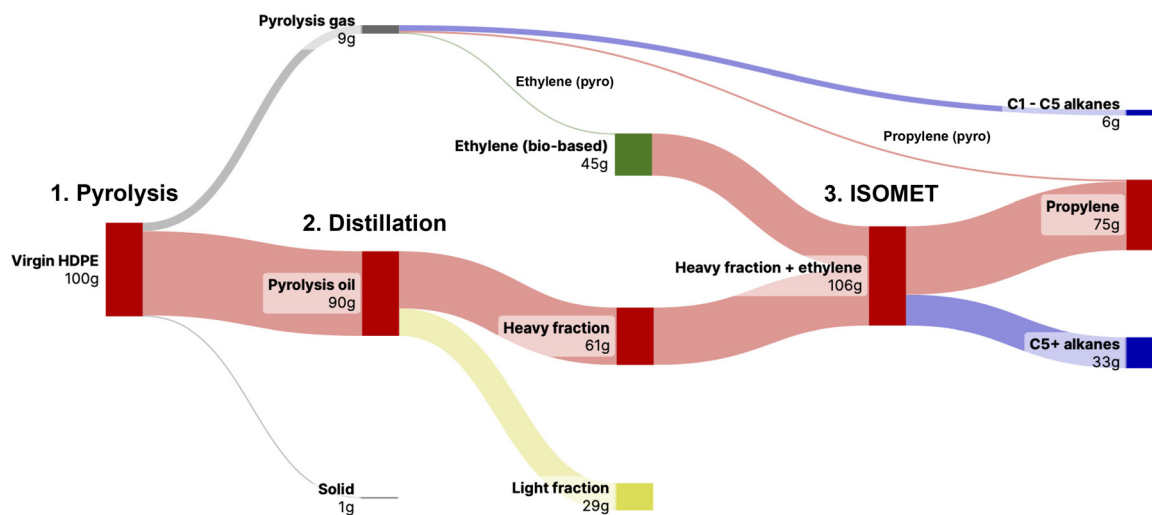 Pyrolysis gas
9g
Ethylene (pyro)
C1 - C5 alkanes
6g
Ethylene (bio-based)
45g
Propylene (pyro)
1. Pyrolysis
3. ISOMET
2. Distillation
Propylene
75g
Virgin HDPE
100g
Pyrolysis oil
90g
Heavy fraction + ethylene
106g
Heavy fraction
61g
C5+ alkanes
33g
Solid
1g
Light fraction
29g